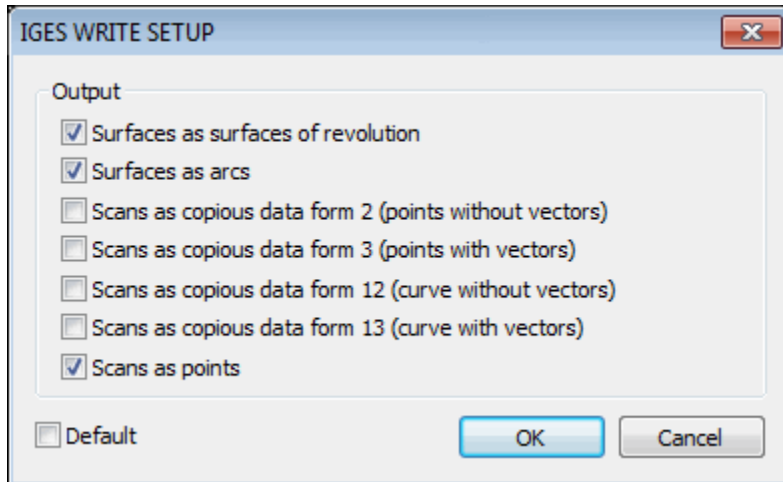 IGES WRITE SETUP
Output
Surfaces as surfaces of revolution
Surfaces as arcs
Scans as copious data form 2 (points without vectors)
Scans as copious data form 3 (points with vectors)
Scans as copious data form 12 (curve without vectors)
Scans as copious data form 13 (curve with vectors)
Scans as points
Default OK Cancel